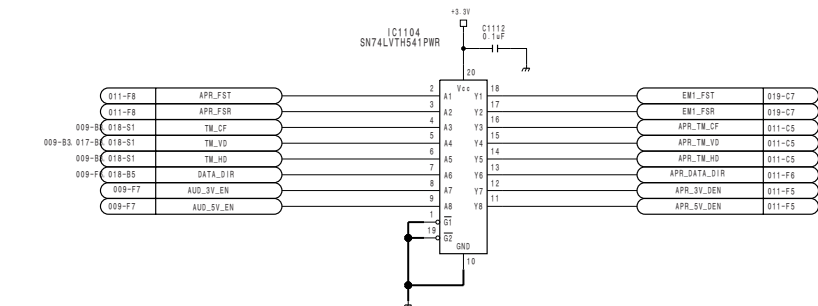 +3.3V
IC1104
SN74LVTH541PWR
C1112
0.1uF
20
011-F8 APR_FST 2 A1 Vcc Y1 18 EM1_FST 019-C7
011-F8 APR_FSR 3 A2 Y2 17 EM1_FSR 019-C7
018-S1 TM_CF 4 A3 Y3 16 APR_TM_CF 011-C5
018-S1 TM_VD 5 A4 Y4 15 APR_TM_VD 011-C5
018-S1 TM_HD 6 A5 Y5 14 APR_TM_HD 011-C5
018-B5 DATA_DIR 7 A6 Y6 13 APR_DATA_DIR 011-F6
009-F7 AUD_3V_EN 8 A7 Y7 12 APR_3V_DEN 011-F5
009-F7 AUD_5V_EN 9 A8 Y8 11 APR_5V_DEN 011-F5
1 G1
19 G2
GND
10